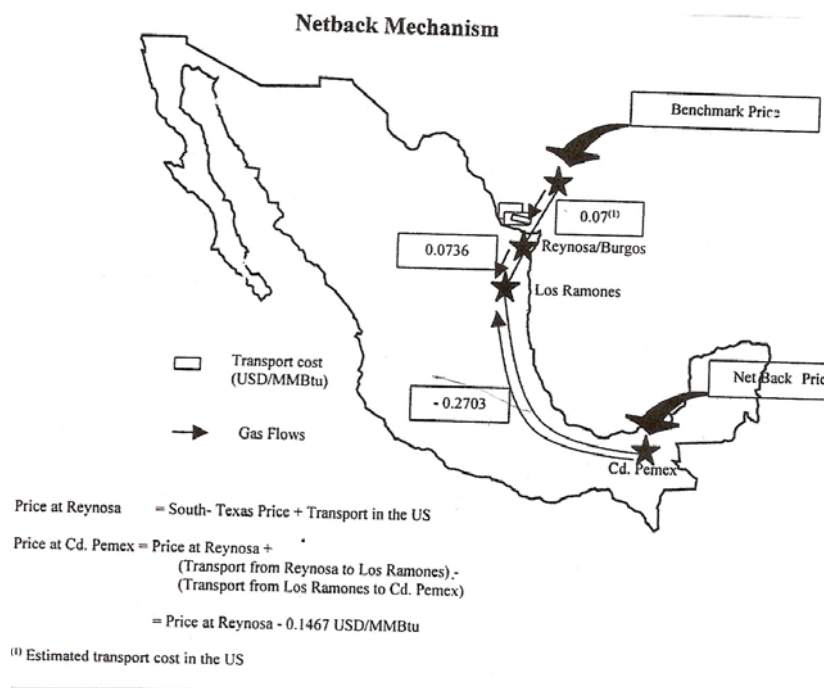 Netback Mechanism
Benchmark Price
0.07(1)
0.0736
Reynosa/Burgos
Los Ramones
Transport cost
(USD/MMBtu)
Net Back Pric
- 0.2703
Gas Flows
Cd. Pemex
Price at Reynosa = South- Texas Price + Transport in the US
Price at Cd. Pemex = Price at Reynosa +
(Transport from Reynosa to Los Ramones).-
(Transport from Los Ramones to Cd. Pemex)
= Price at Reynosa - 0.1467 USD/MMBtu
(1) Estimated transport cost in the US